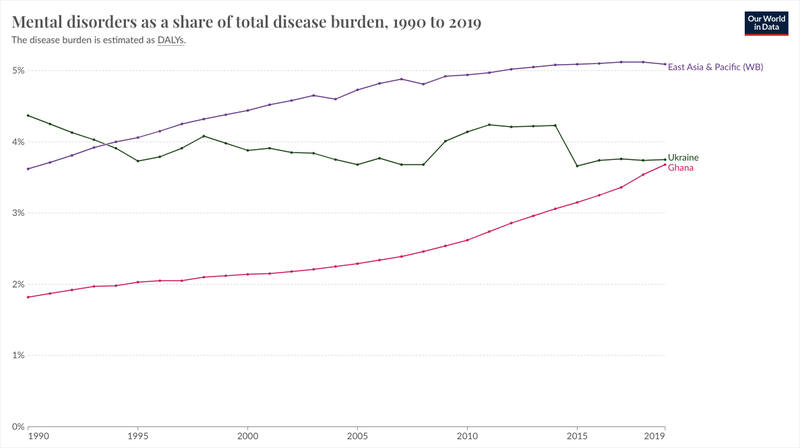 Mental disorders as a share of total disease burden, 1990 to 2019
The disease burden is estimated as DALYs.
Our World
in Data
5%
4%
3%
2%
1%
0%
1990
1995
2000
2005
2010
2015
2019
East Asia & Pacific (WB)
Ukraine
Ghana